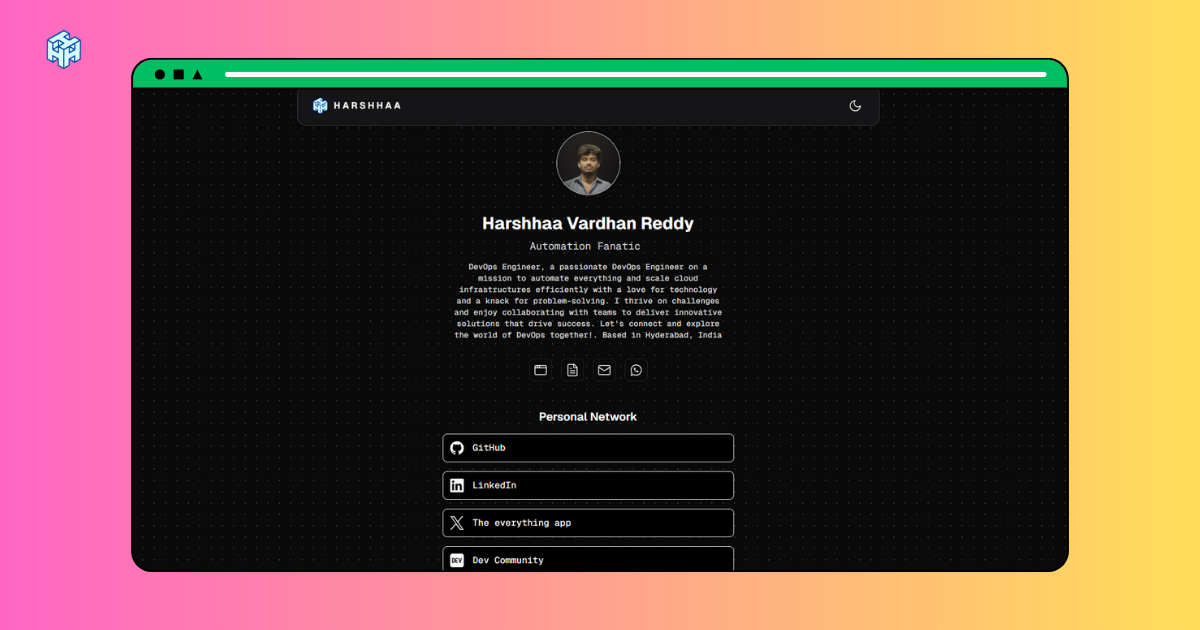 HARSHHAA
Harshhaa Vardhan Reddy
Automation Fanatic
DevOps Engineer, a passionate DevOps Engineer on a
mission to automate everything and scale cloud
infrastructures efficiently with a love for technology
and a knack for problem-solving. I thrive on challenges
and enjoy collaborating with teams to deliver innovative
solutions that drive success. Let's connect and explore
the world of DevOps together!. Based in Hyderabad, India
Personal Network
GitHub
in LinkedIn
The everything app
DEV Dev Community